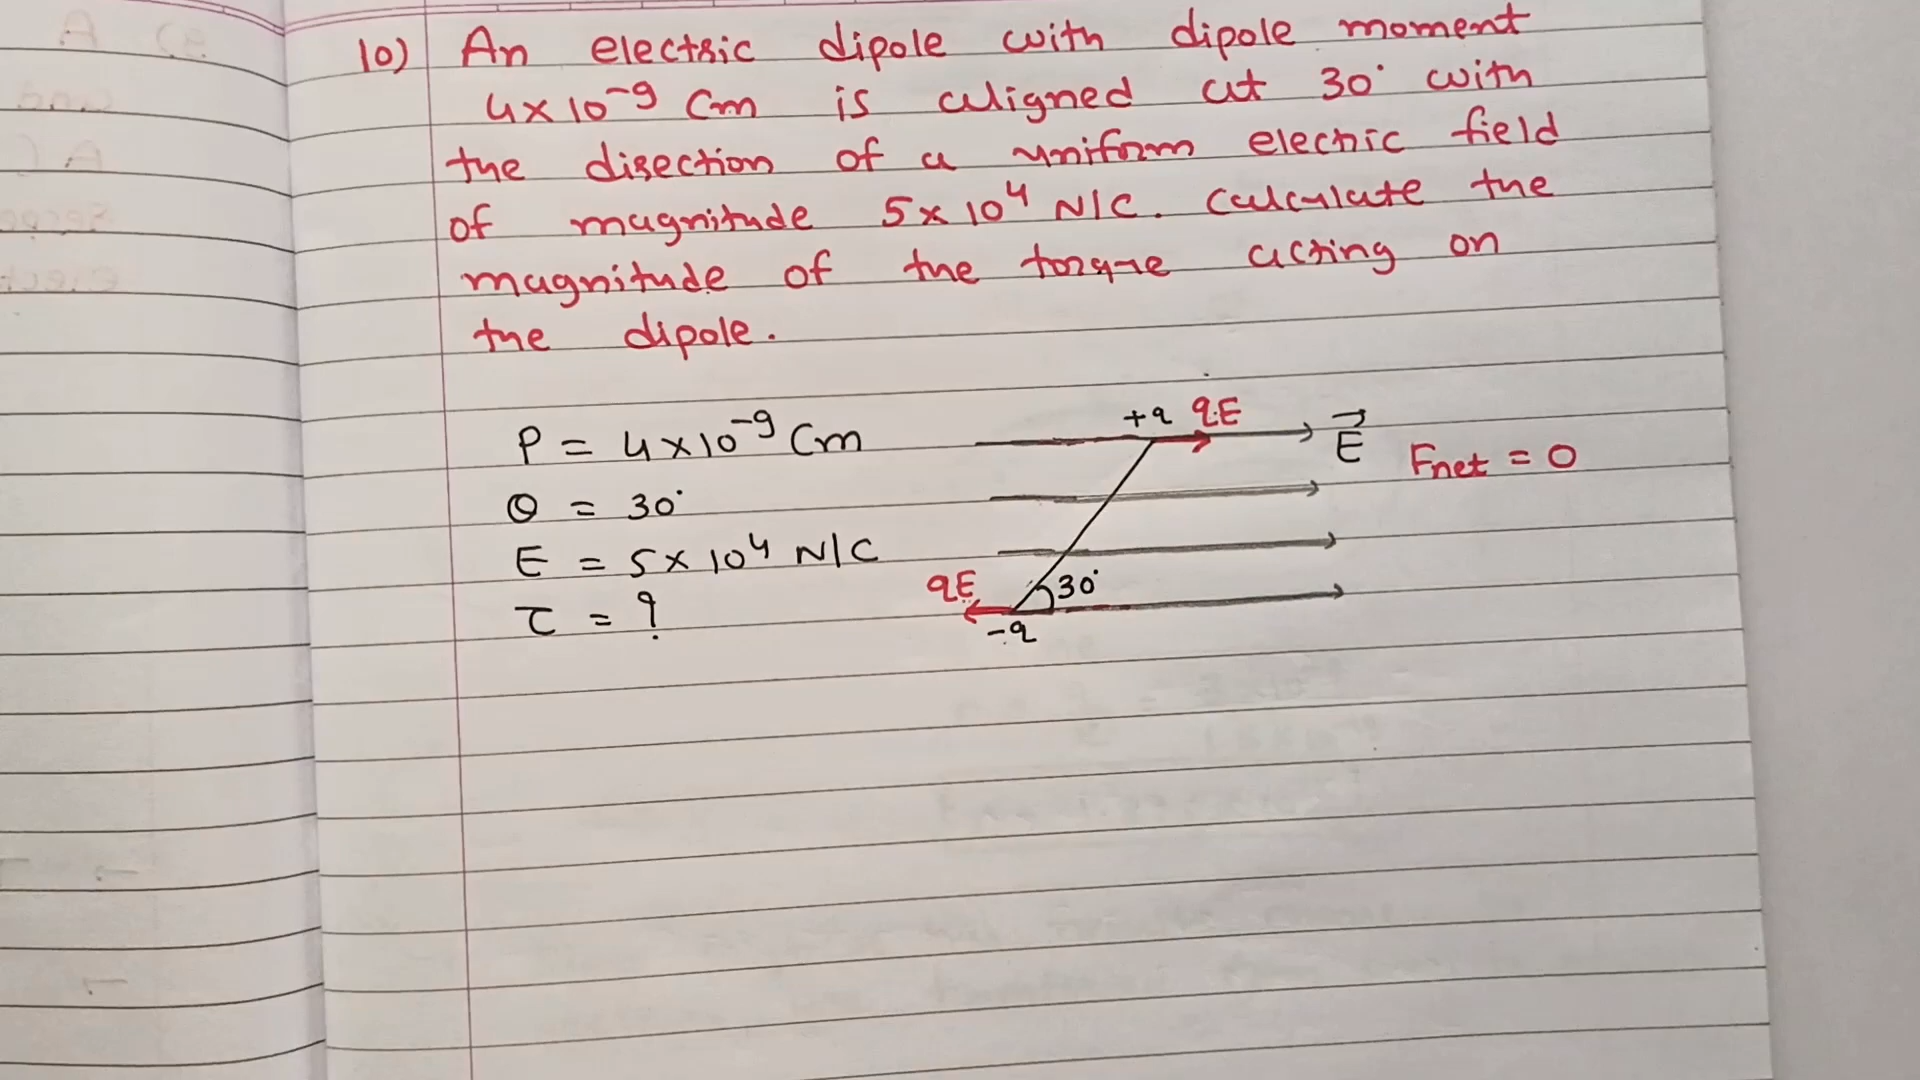 10) An electric dipole with dipole moment
4×10⁻⁹ Cm is aligned at 30° with
the direction of a uniform electric field
of magnitude 5×10⁴ N/C. Calculate the
magnitude of the torque acting on
the dipole.
P = 4×10⁻⁹ Cm
θ = 30°
E = 5×10⁴ N/C
τ = ?
+q qE
E⃗
Fnet = 0
30°
qE
-q